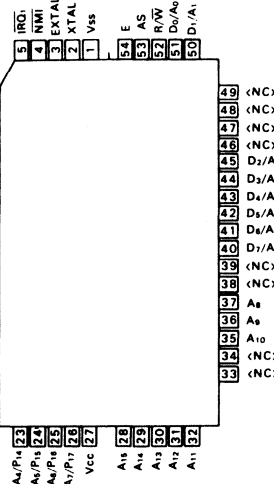 5 I̅R̅Q̅₁
4 N̅M̅I̅
3 EXTAL
2 XTAL
1 Vss
54 E
53 AS
52 R/W̅
51 D₀/A₀
50 D₁/A₁
49 <NC>
48 <NC>
47 <NC>
46 <NC>
45 D₂/A
44 D₃/A
43 D₄/A
42 D₅/A
41 D₆/A
40 D₇/A
39 <NC>
38 <NC>
37 A₈
36 A₉
35 A₁₀
34 <NC>
33 <NC>
23 A₄/P₁₄
24 A₅/P₁₅
25 A₆/P₁₆
26 A₇/P₁₇
27 Vcc
28 A₁₅
29 A₁₄
30 A₁₃
31 A₁₂
32 A₁₁